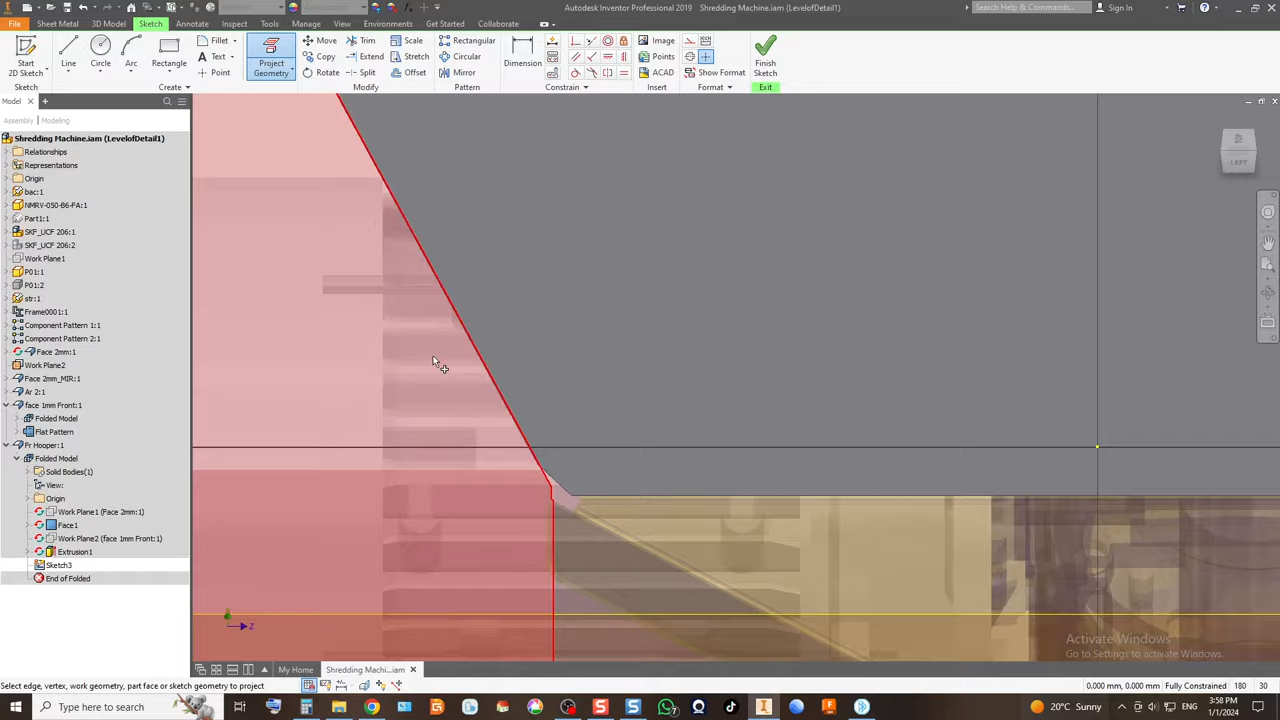 Autodesk Inventor Professional 2019 Shredding Machine.iam (LevelofDetail1)
Search Help & Commands...
Sign In
File Sheet Metal 3D Model Sketch Annotate Inspect Tools Manage View Environments Get Started Collaborate
Start
2D Sketch
Line
Circle
Arc
Rectangle
Fillet
Text
Point
Project
Geometry
Move
Copy
Rotate
Trim
Extend
Split
Scale
Stretch
Offset
Rectangular
Circular
Mirror
Dimension
Image
Points
ACAD
Show Format
Finish
Sketch
Sketch
Create
Modify
Pattern
Constrain
Insert
Format
Exit
Model
Assembly Modeling
Shredding Machine.iam (LevelofDetail1)
Relationships
Representations
Origin
bac:1
NMRV-050-B6-FA:1
Part1:1
SKF_UCF 206:1
SKF_UCF 206:2
Work Plane1
P01:1
P01:2
str:1
Frame0001:1
Component Pattern 1:1
Component Pattern 2:1
Face 2mm:1
Work Plane2
Face 2mm_MIR:1
Ar 2:1
face 1mm Front:1
Folded Model
Flat Pattern
Fr Hooper:1
Folded Model
Solid Bodies(1)
View:
Origin
Work Plane1 (Face 2mm:1)
Face1
Work Plane2 (face 1mm Front:1)
Extrusion1
Sketch3
End of Folded
LEFT
Z
Activate Windows
Go to Settings to activate Windows.
My Home
Shredding Machi...iam
Select edge, vertex, work geometry, part face or sketch geometry to project
0.000 mm, 0.000 mm Fully Constrained 180 30
Type here to search
20°C Sunny
ENG
3:58 PM
1/1/2024